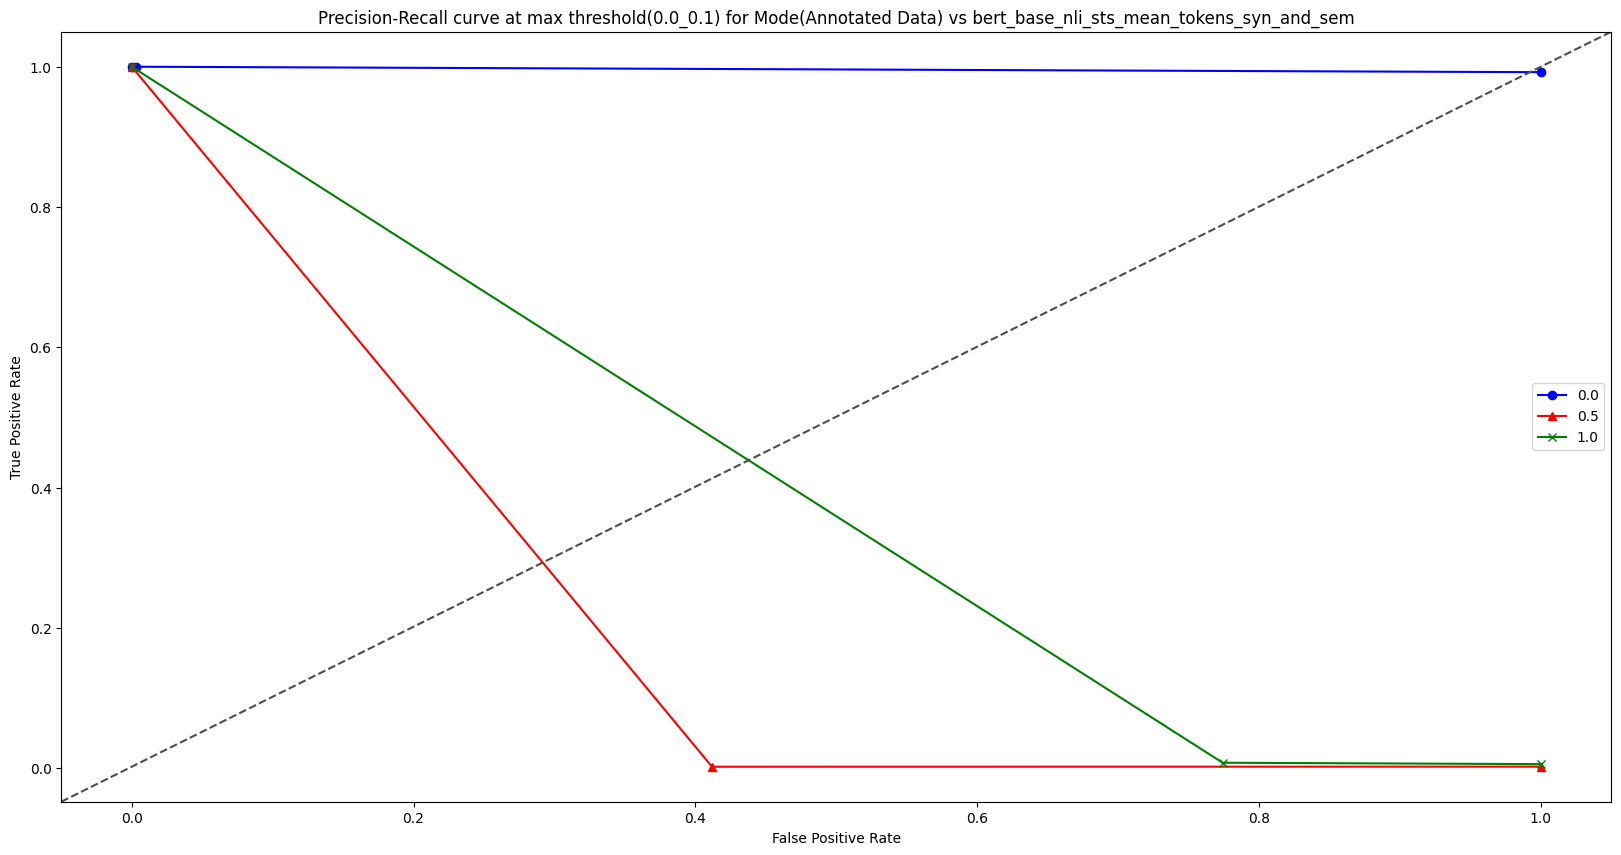 Precision-Recall curve at max threshold(0.0_0.1) for Mode(Annotated Data) vs bert_base_nli_sts_mean_tokens_syn_and_sem
1.0
0.8
0.6
0.4
0.2
0.0
True Positive Rate
0.0
0.5
1.0
0.0 0.2 0.4 0.6 0.8 1.0
False Positive Rate